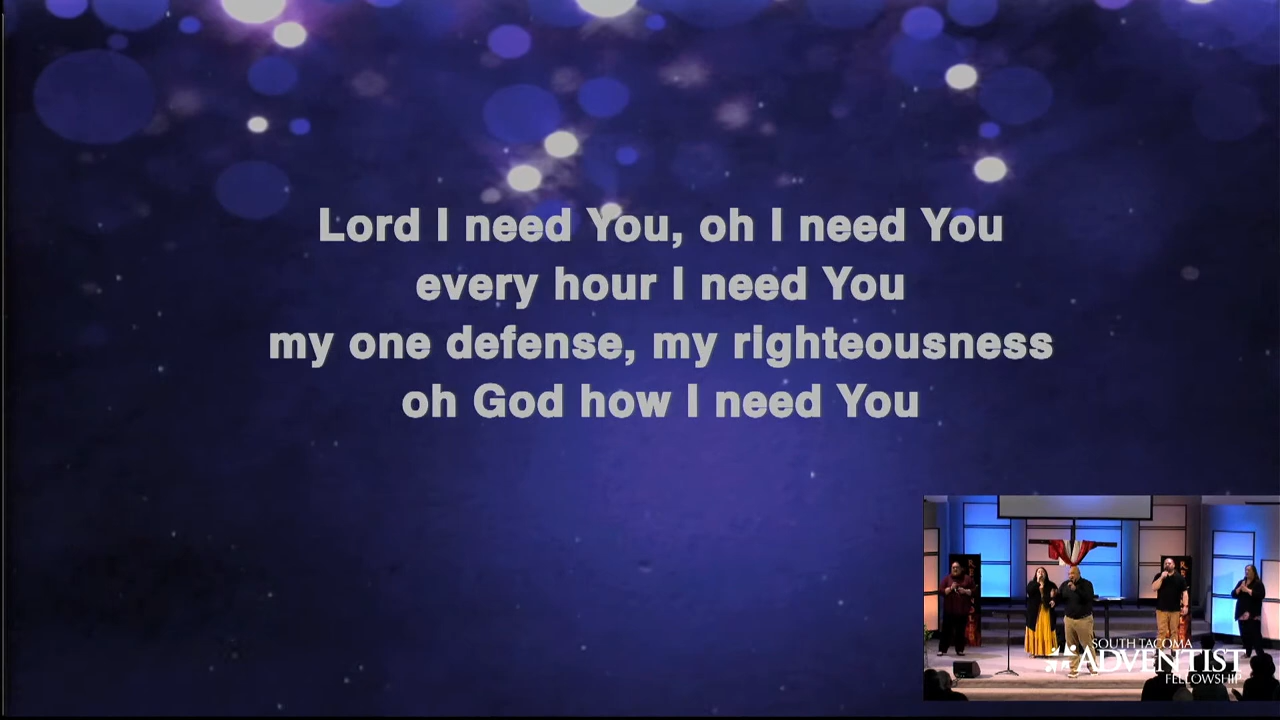 Lord I need You, oh I need You
every hour I need You
my one defense, my righteousness
oh God how I need You
SOUTH TACOMA
ADVENTIST
FELLOWSHIP